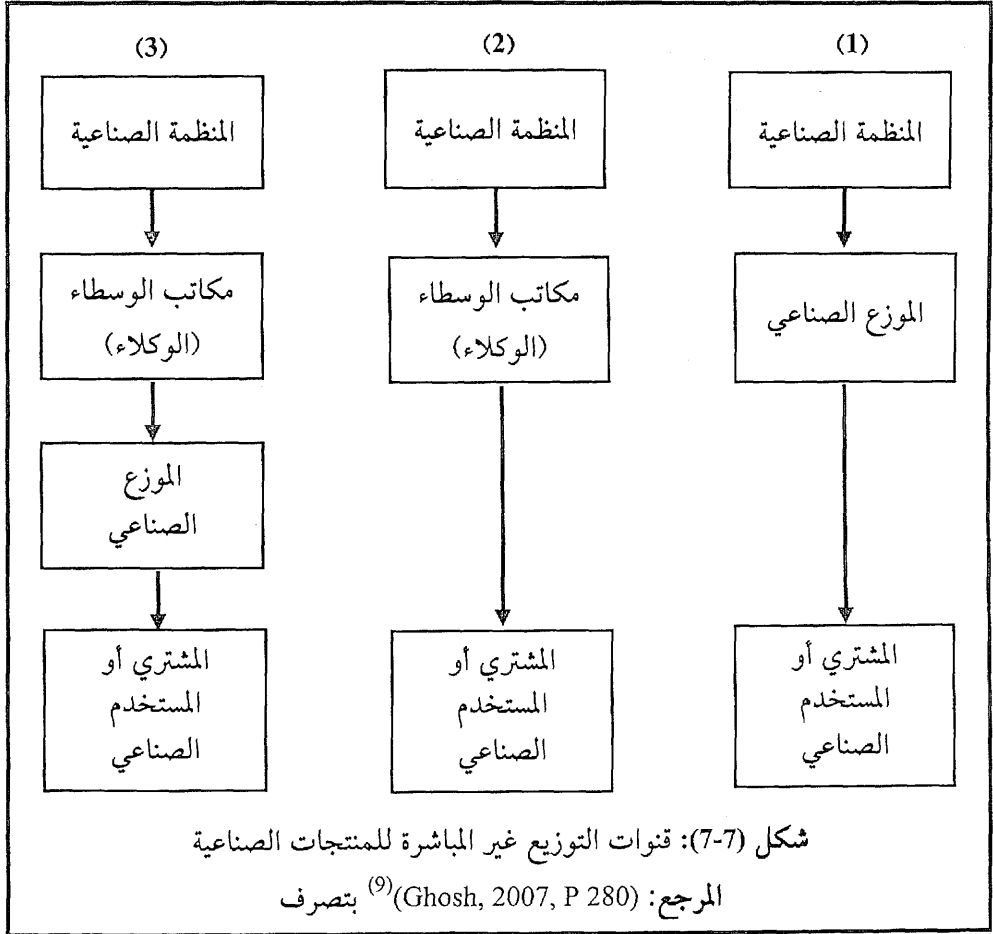 (1)
المنظمة الصناعية
الموزع الصناعي
المشتري أو
المستخدم
الصناعي
(2)
المنظمة الصناعية
مكاتب الوسطاء
(الوكلاء)
المشتري أو
المستخدم
الصناعي
(3)
المنظمة الصناعية
مكاتب الوسطاء
(الوكلاء)
الموزع
الصناعي
المشتري أو
المستخدم
الصناعي
شكل (7-7): قنوات التوزيع غير المباشرة للمنتجات الصناعية
المرجع: (Ghosh, 2007, P 280)⁽⁹⁾ بتصرف